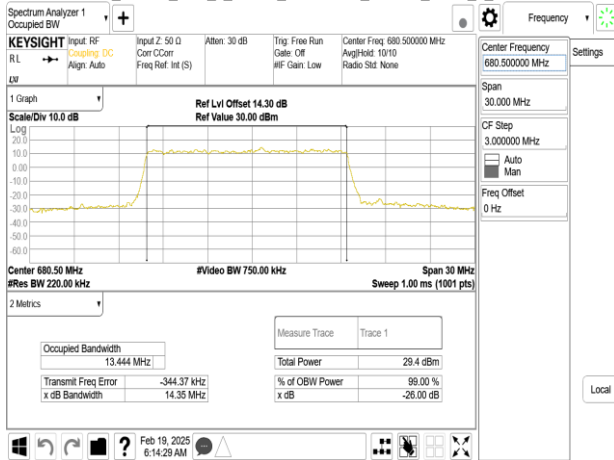 Spectrum Analyzer 1
Occupied BW
Frequency
KEYSIGHT
RL
LXI
Input: RF
Coupling: DC
Align: Auto
Input Z: 50 Ω
Corr CCorr
Freq Ref: Int (S)
Atten: 30 dB
Trig: Free Run
Gate: Off
#IF Gain: Low
Center Freq: 680.500000 MHz
Avg|Hold: 10/10
Radio Std: None
Center Frequency
680.500000 MHz
Settings
Span
30.000 MHz
CF Step
3.000000 MHz
Auto
Man
Freq Offset
0 Hz
Local
1 Graph
Scale/Div 10.0 dB
Ref Lvl Offset 14.30 dB
Ref Value 30.00 dBm
Log
20.0
10.0
0.00
-10.0
-20.0
-30.0
-40.0
-50.0
-60.0
Center 680.50 MHz
#Video BW 750.00 kHz
Span 30 MHz
#Res BW 220.00 kHz
Sweep 1.00 ms (1001 pts)
2 Metrics
Measure Trace
Trace 1
Occupied Bandwidth
13.444 MHz
Total Power
29.4 dBm
Transmit Freq Error
-344.37 kHz
% of OBW Power
99.00 %
x dB Bandwidth
14.35 MHz
x dB
-26.00 dB
?
Feb 19, 2025
6:14:29 AM